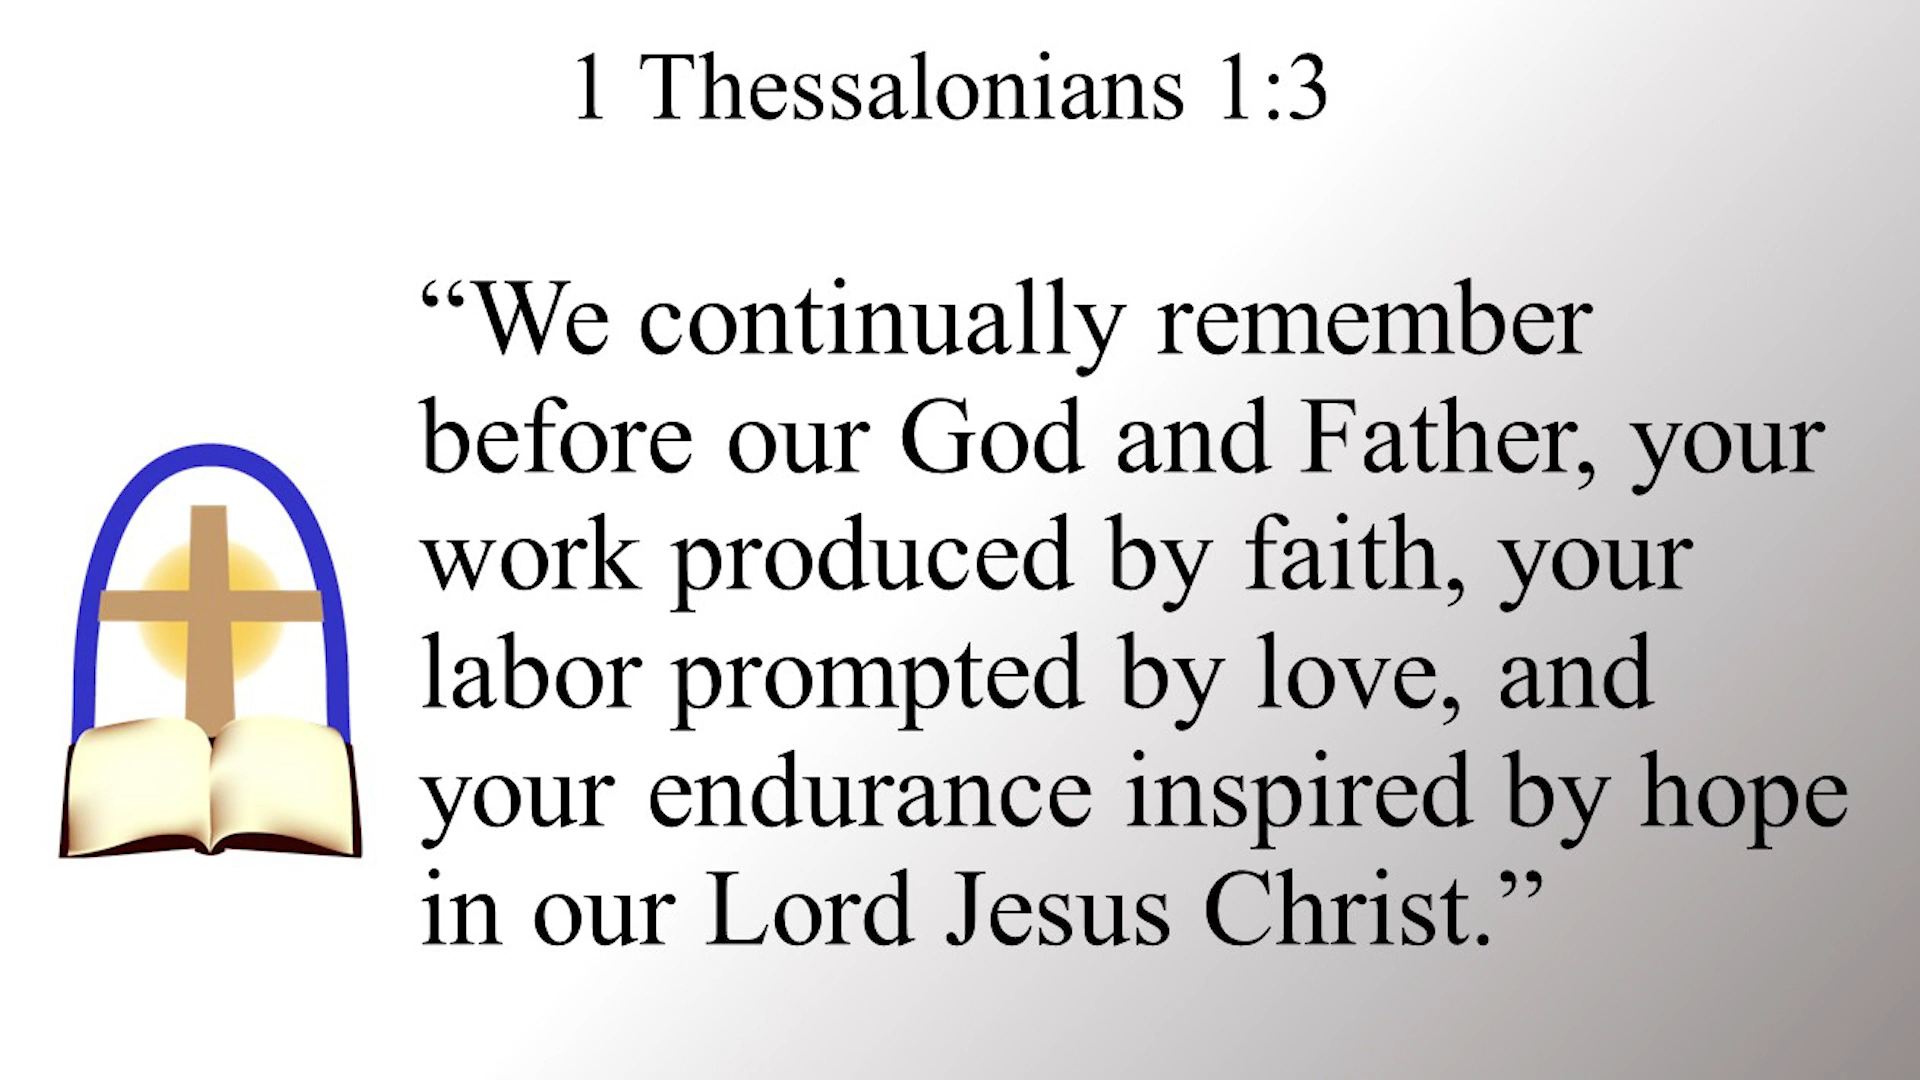 1 Thessalonians 1:3
“We continually remember
before our God and Father, your
work produced by faith, your
labor prompted by love, and
your endurance inspired by hope
in our Lord Jesus Christ.”